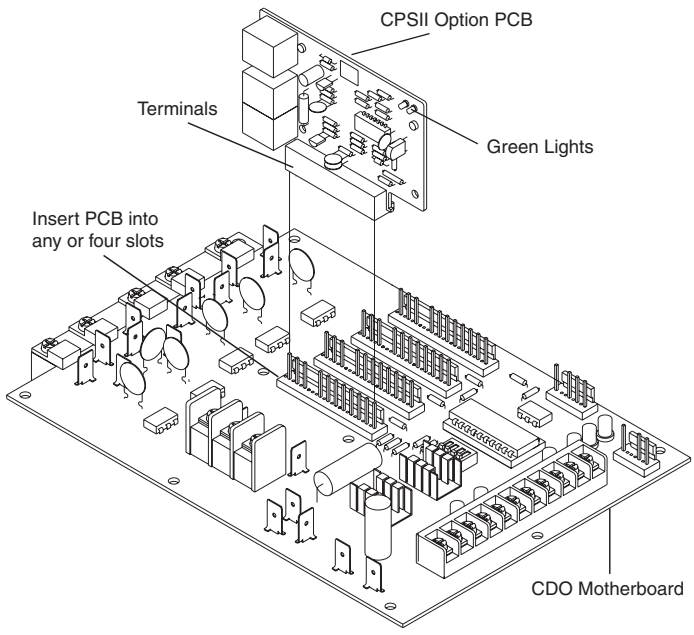 CPSII Option PCB
Terminals
Green Lights
Insert PCB into
any or four slots
CDO Motherboard